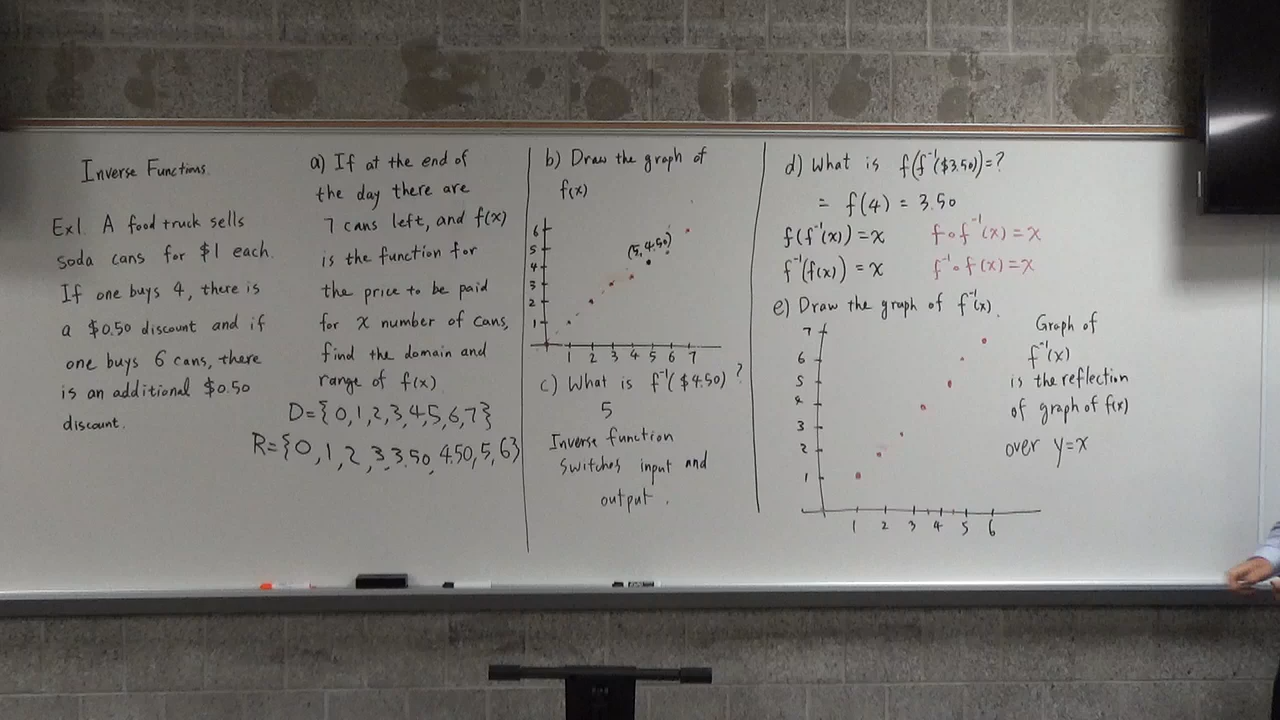 Inverse Functions.
Ex1. A food truck sells
soda cans for $1 each.
If one buys 4, there is
a $0.50 discount and if
one buys 6 cans, there
is an additional $0.50
discount.
a) If at the end of
the day there are
7 cans left, and f(x)
is the function for
the price to be paid
for x number of cans,
find the domain and
range of f(x)
D={0,1,2,3,4,5,6,7}
R={0,1,2,3,3.50,4.50,5,6}
b) Draw the graph of
f(x)
6
5
4
3
2
1
(5,4.50)
1 2 3 4 5 6 7
c) What is f⁻¹($4.50)?
5
Inverse function
switches input and
output.
d) What is f(f⁻¹($3.50))=?
= f(4) = 3.50
f(f⁻¹(x)) = x f∘f⁻¹(x) = x
f⁻¹(f(x)) = x f⁻¹∘f(x) = x
e) Draw the graph of f⁻¹(x).
7
6
5
4
3
2
1
1 2 3 4 5 6
Graph of
f⁻¹(x)
is the reflection
of graph of f(x)
over y=x